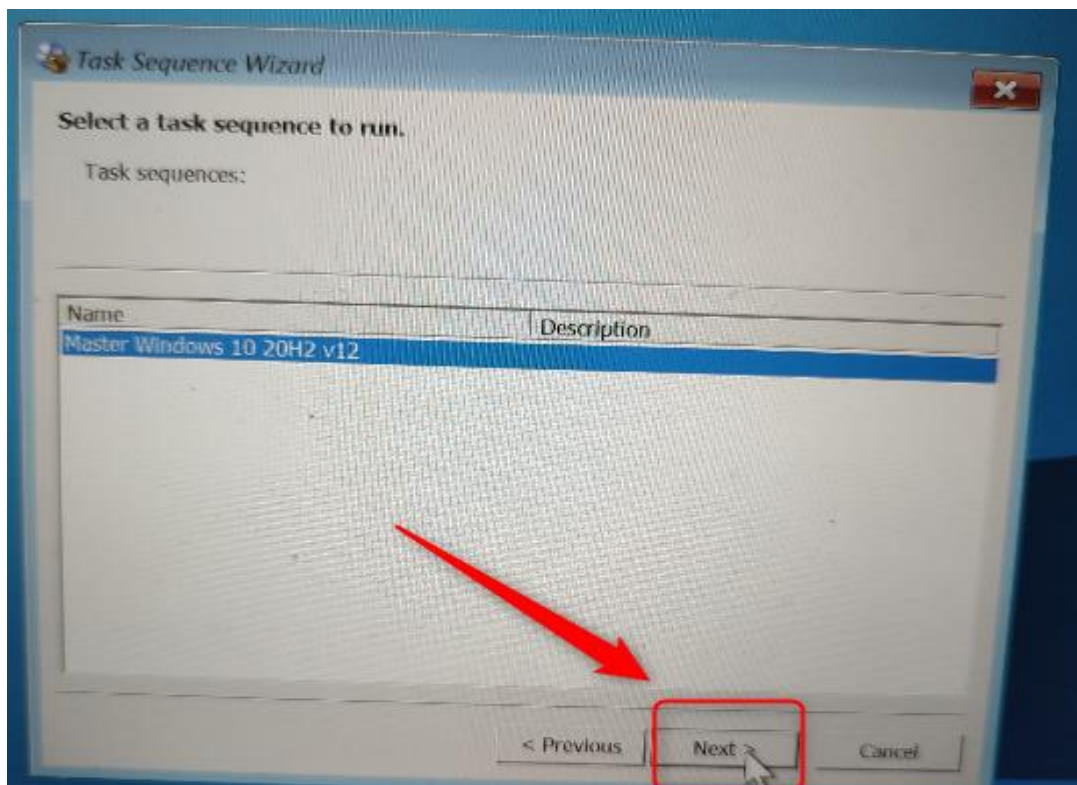 Task Sequence Wizard
Select a task sequence to run.
Task sequences:
Name Description
Master Windows 10 20H2 v12
< Previous Next > Cancel